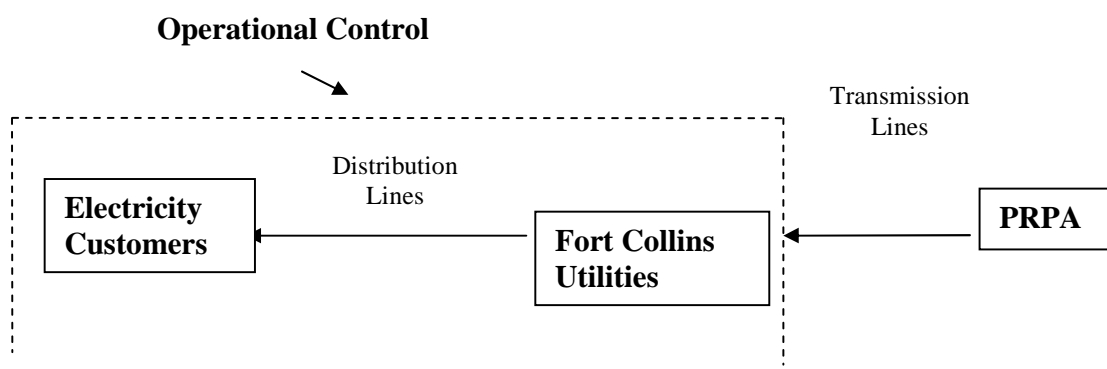 Operational Control
Transmission
Lines
Distribution
Lines
Electricity
Customers
Fort Collins
Utilities
PRPA